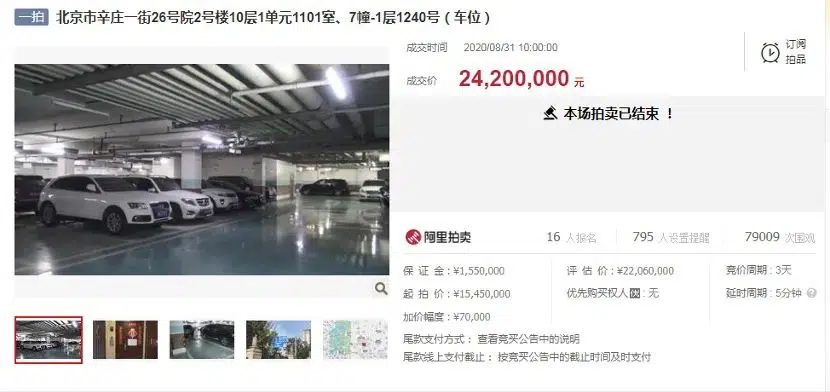 一拍 北京市辛庄一街26号院2号楼10层1单元1101室、7幢-1层1240号（车位）
成交时间 2020/08/31 10:00:00
成交价 24,200,000 元
订阅
拍品
本场拍卖已结束 ！
阿里拍卖 16 人报名 795 人设置提醒 79009 次围观
保 证 金 : ¥1,550,000 评 估 价 : ¥22,060,000 竞价周期 : 3天
起 拍 价 : ¥15,450,000 优先购买权人 : 无 延时周期 : 5分钟 ?
加价幅度 : ¥70,000
尾款支付方式： 查看竞买公告中的说明
尾款线上支付截止： 按竞买公告中的截止时间及时支付